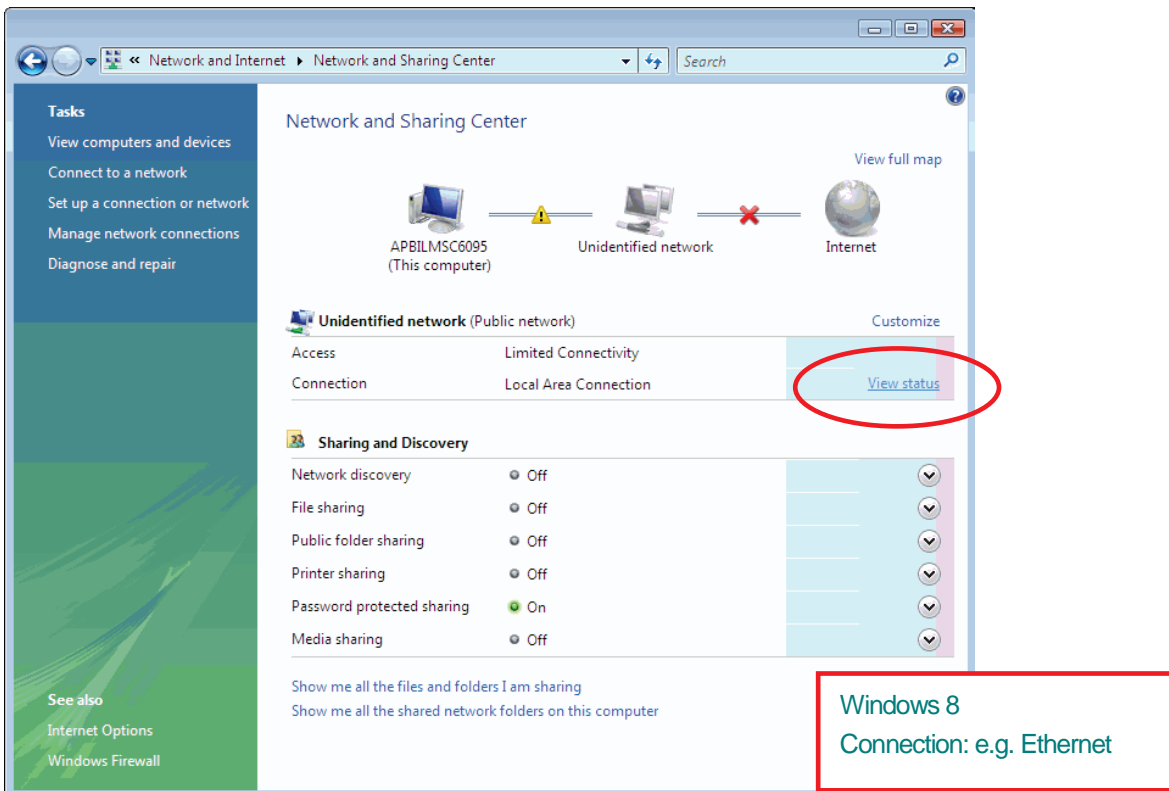 « Network and Internet Network and Sharing Center Search
Tasks
View computers and devices
Connect to a network
Set up a connection or network
Manage network connections
Diagnose and repair
See also
Internet Options
Windows Firewall
Network and Sharing Center
View full map
APBILMSC6095
(This computer)
Unidentified network
Internet
Unidentified network (Public network) Customize
Access Limited Connectivity
Connection Local Area Connection View status
Sharing and Discovery
Network discovery Off
File sharing Off
Public folder sharing Off
Printer sharing Off
Password protected sharing On
Media sharing Off
Show me all the files and folders I am sharing
Show me all the shared network folders on this computer
Windows 8
Connection: e.g. Ethernet